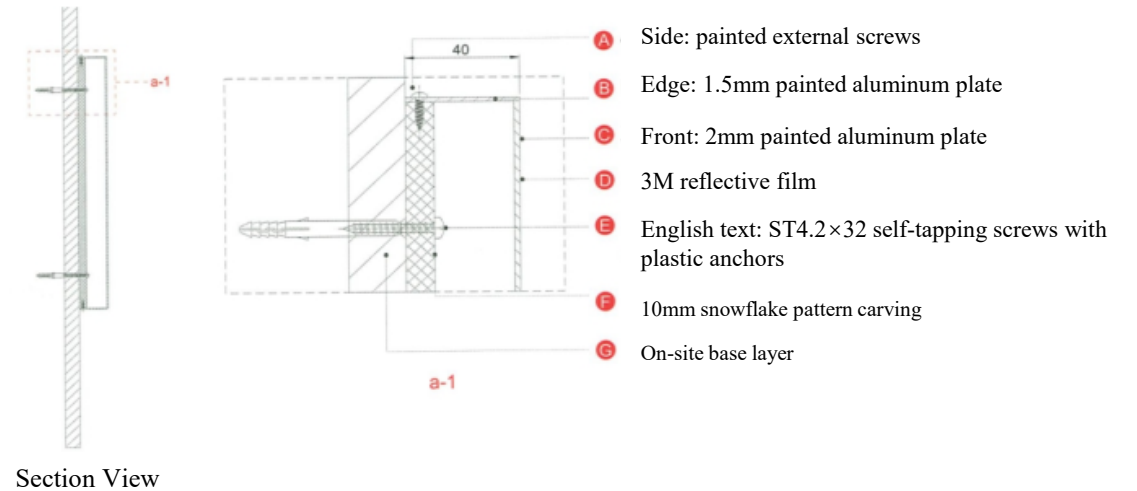 A Side: painted external screws
40
B Edge: 1.5mm painted aluminum plate
a-1
C Front: 2mm painted aluminum plate
D 3M reflective film
E English text: ST4.2×32 self-tapping screws with
plastic anchors
F 10mm snowflake pattern carving
G On-site base layer
a-1
Section View